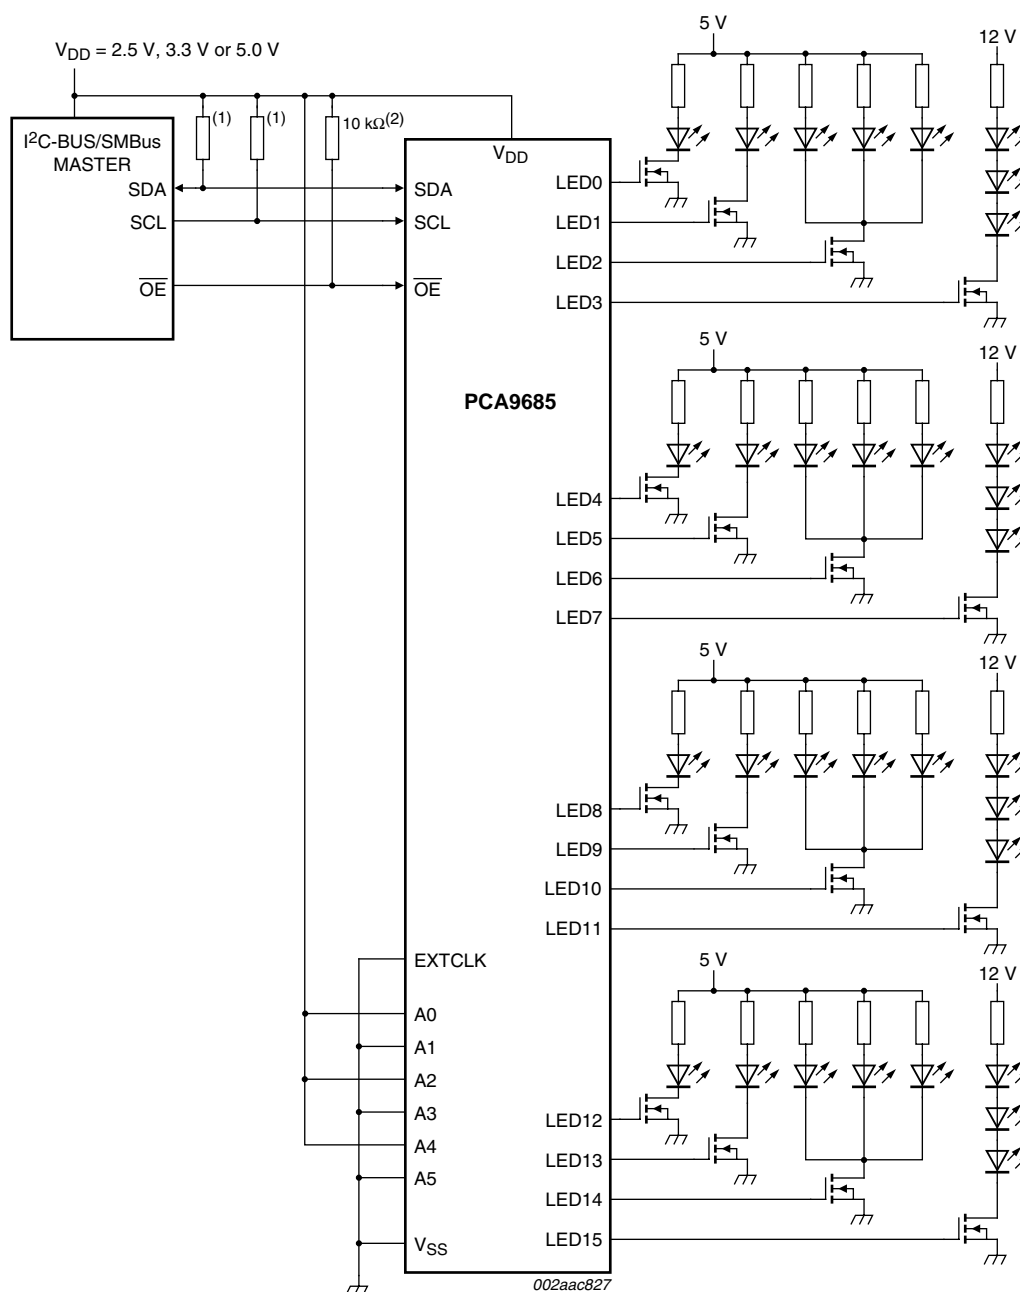 V_DD = 2.5 V, 3.3 V or 5.0 V
I²C-BUS/SMBus
MASTER
SDA
SCL
OE
(1)
(1)
10 kΩ(2)
V_DD
SDA
SCL
OE
PCA9685
EXTCLK
A0
A1
A2
A3
A4
A5
V_SS
LED0
LED1
LED2
LED3
5 V
12 V
LED4
LED5
LED6
LED7
5 V
12 V
LED8
LED9
LED10
LED11
5 V
12 V
LED12
LED13
LED14
LED15
5 V
12 V
002aac827